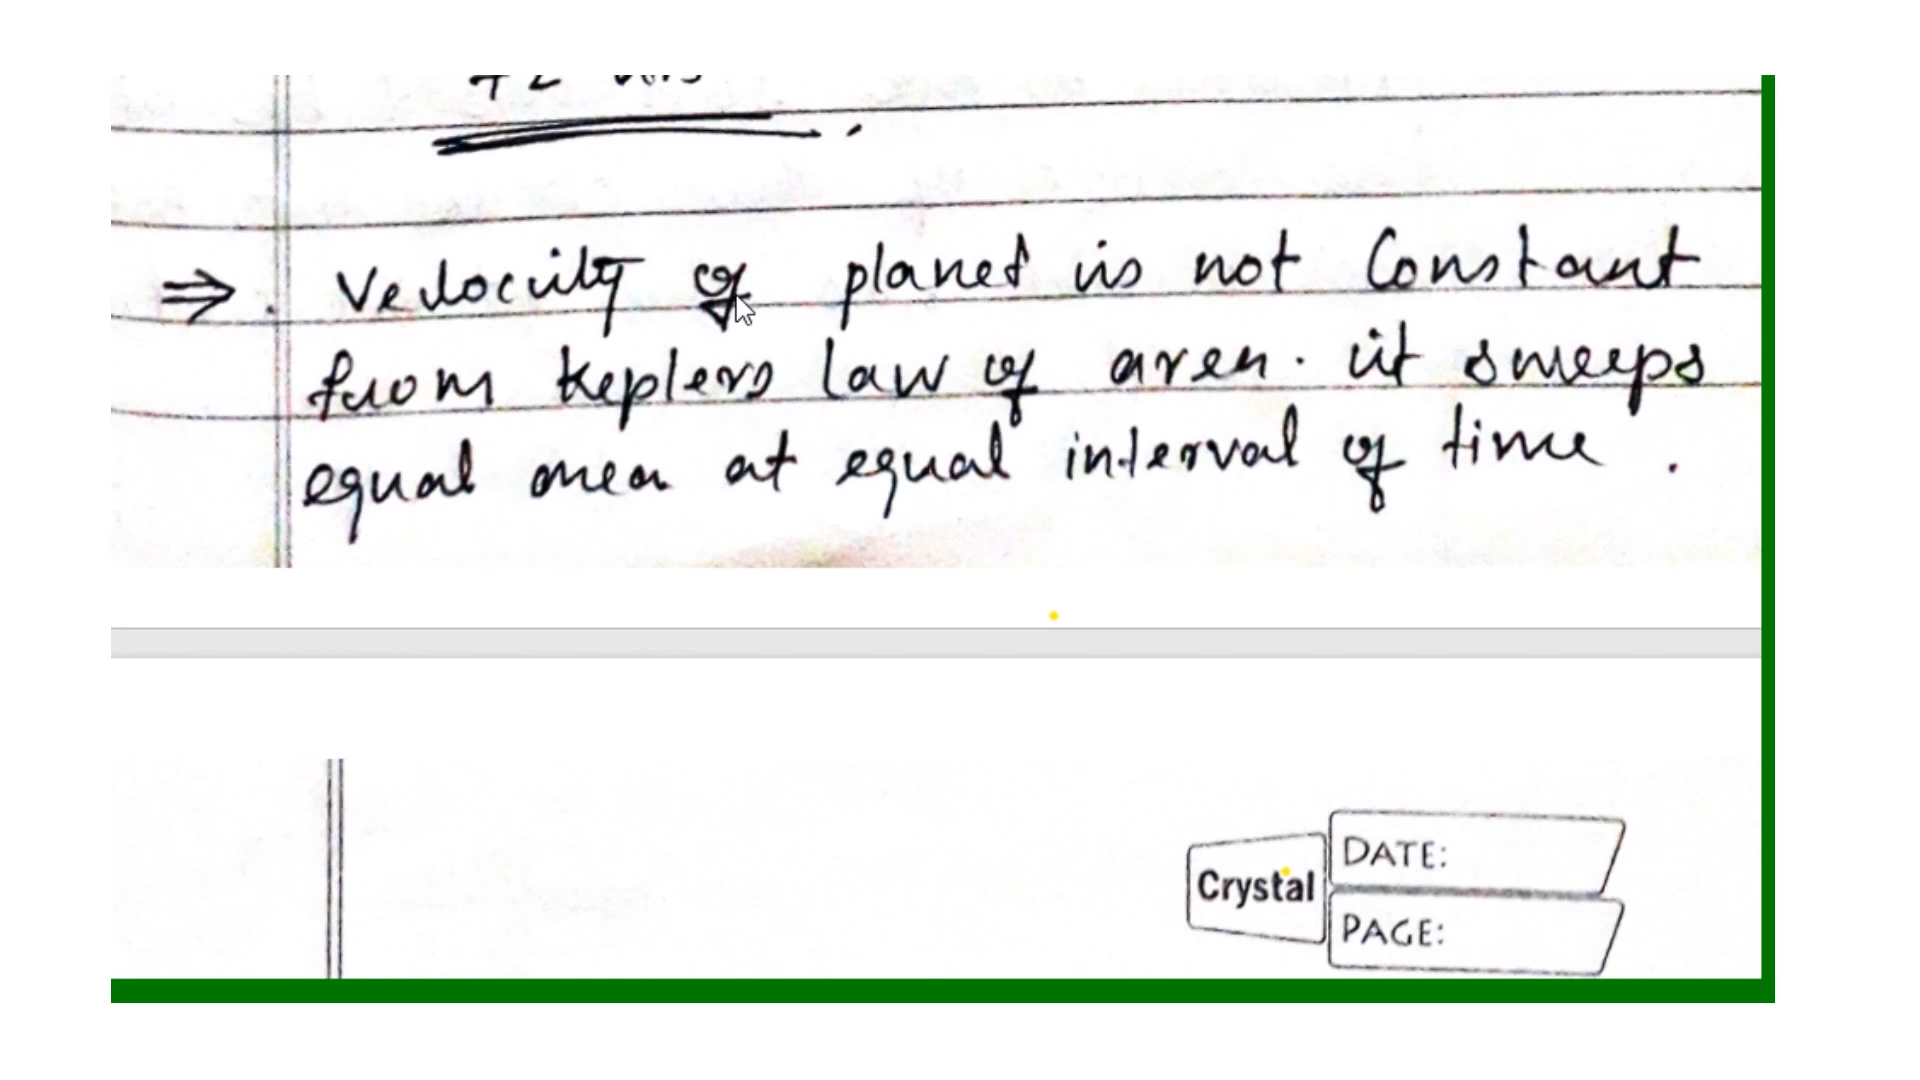 ⇒. Velocity of planet is not Constant
from Keplers law of area. it sweeps
equal area at equal interval of time.
Crystal
DATE:
PAGE: